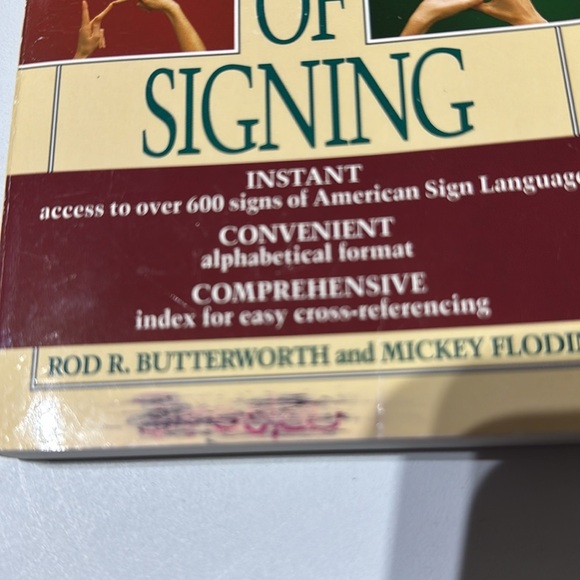 OF
SIGNING
INSTANT
access to over 600 signs of American Sign Language
CONVENIENT
alphabetical format
COMPREHENSIVE
index for easy cross-referencing
ROD R. BUTTERWORTH and MICKEY FLODIN